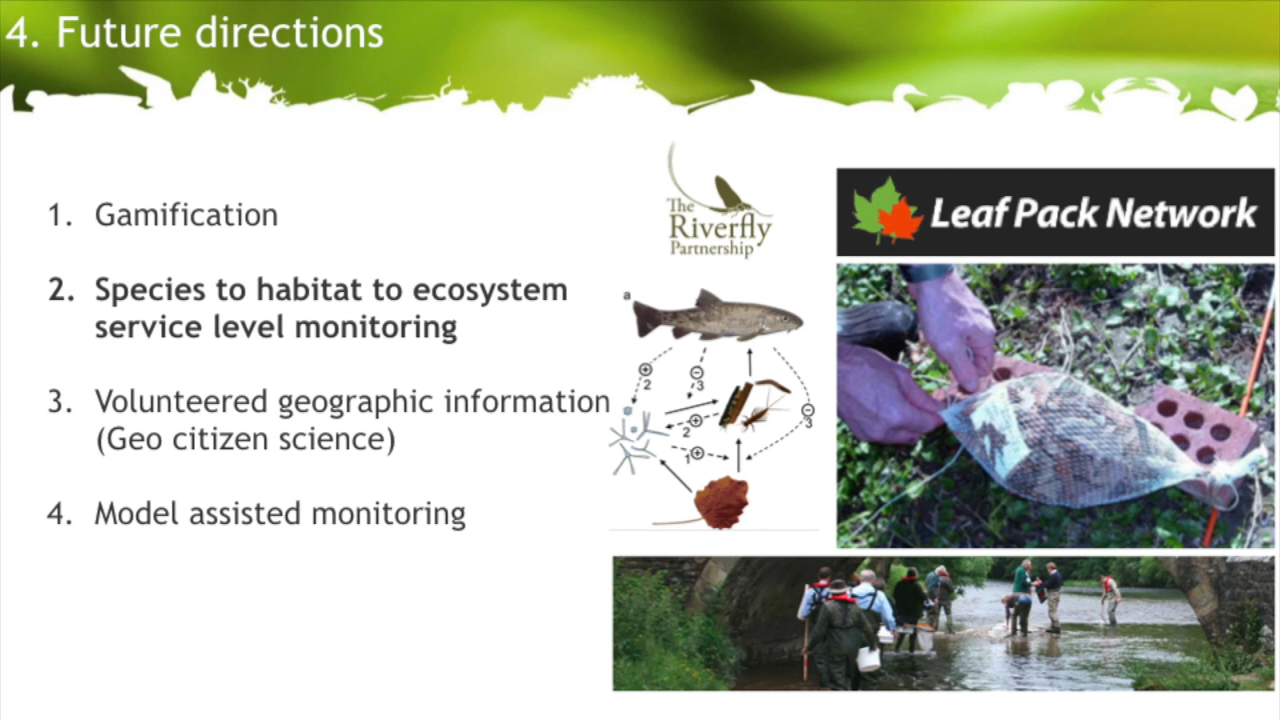 4. Future directions
1. Gamification
2. Species to habitat to ecosystem
service level monitoring
3. Volunteered geographic information
(Geo citizen science)
4. Model assisted monitoring
The
Riverfly
Partnership
Leaf Pack Network
a
+
2
−
3
2
+
−
3
1
+